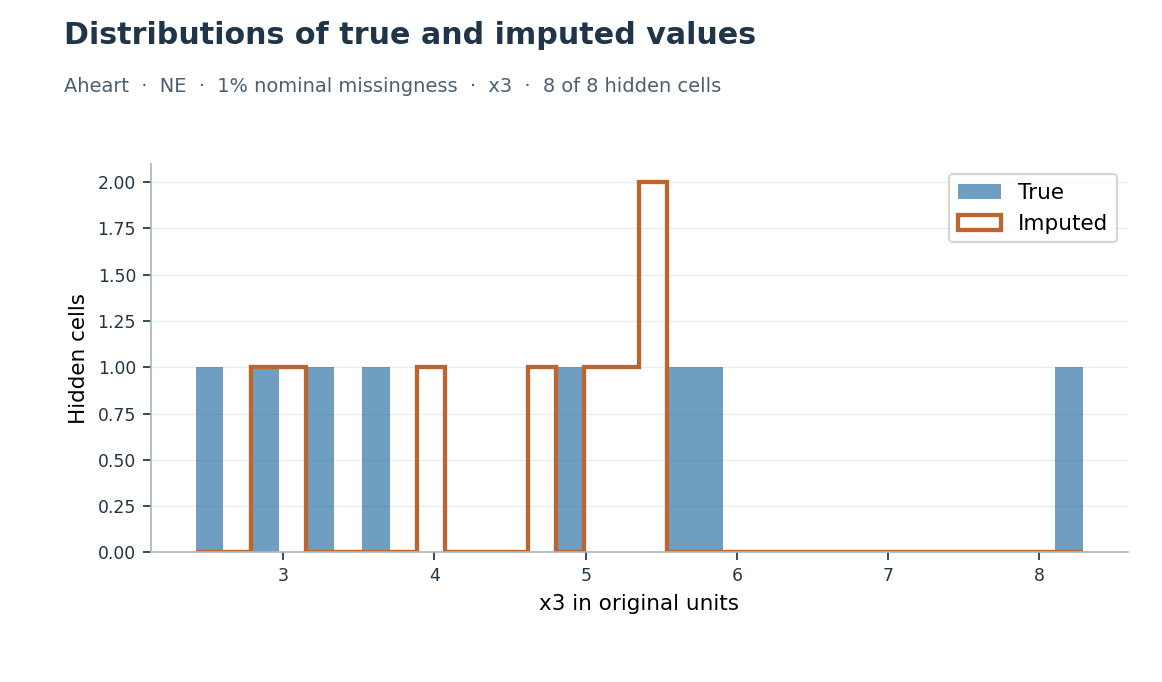 Distributions of true and imputed values
Aheart · NE · 1% nominal missingness · x3 · 8 of 8 hidden cells
True
Imputed
Hidden cells
2.00
1.75
1.50
1.25
1.00
0.75
0.50
0.25
0.00
3 4 5 6 7 8
x3 in original units